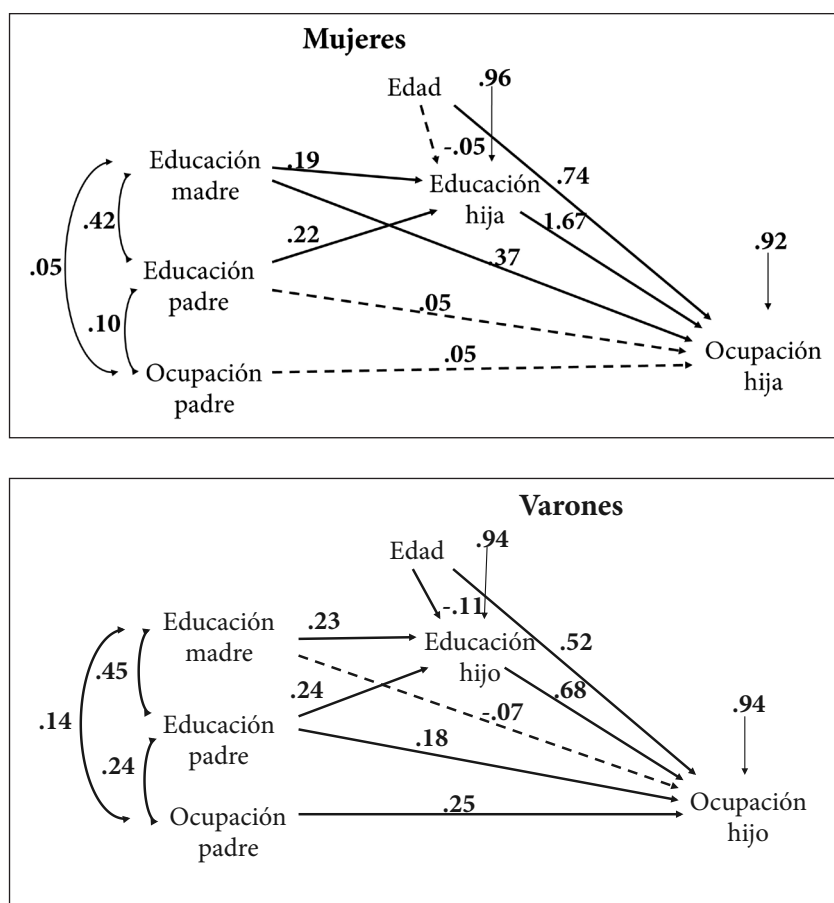 Mujeres
.96
Edad
-.05
Educación
madre
.19
Educación
hija
.74
1.67
.42
.22
.37
.92
.05
Educación
padre
.05
.10
.05
Ocupación
padre
Ocupación
hija
Varones
.94
Edad
-.11
Educación
madre
.23
Educación
hijo
.52
.45
.24
.68
-.07
.94
.14
Educación
padre
.18
.24
.25
Ocupación
padre
Ocupación
hijo